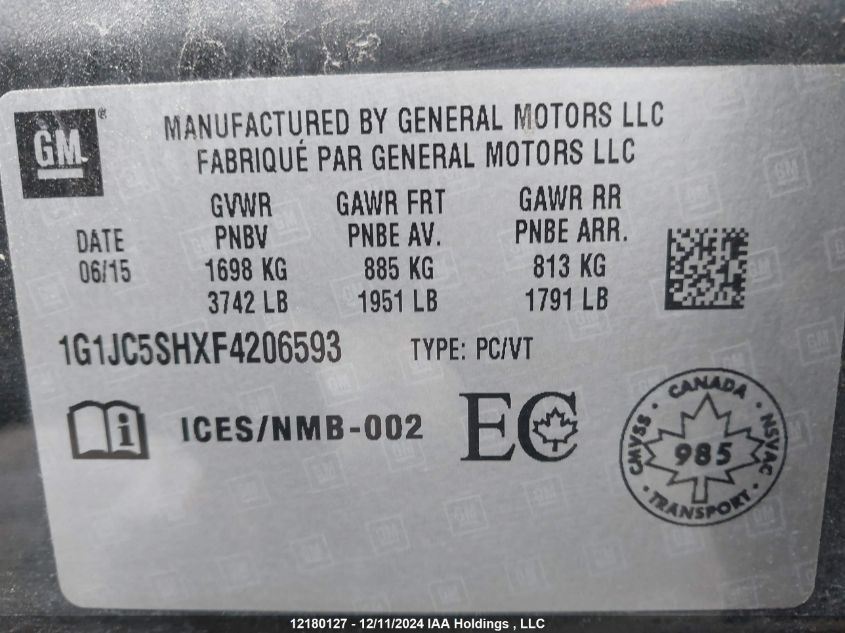 GM ®
MANUFACTURED BY GENERAL MOTORS LLC
FABRIQUÉ PAR GENERAL MOTORS LLC
GVWR GAWR FRT GAWR RR
DATE PNBV PNBE AV. PNBE ARR.
06/15 1698 KG 885 KG 813 KG
3742 LB 1951 LB 1791 LB
1G1JC5SHXF4206593 TYPE: PC/VT
i ICES/NMB-002 EC
CANADA
CMVSS · 985 · NSVAC
TRANSPORT
12180127 - 12/11/2024 IAA Holdings , LLC